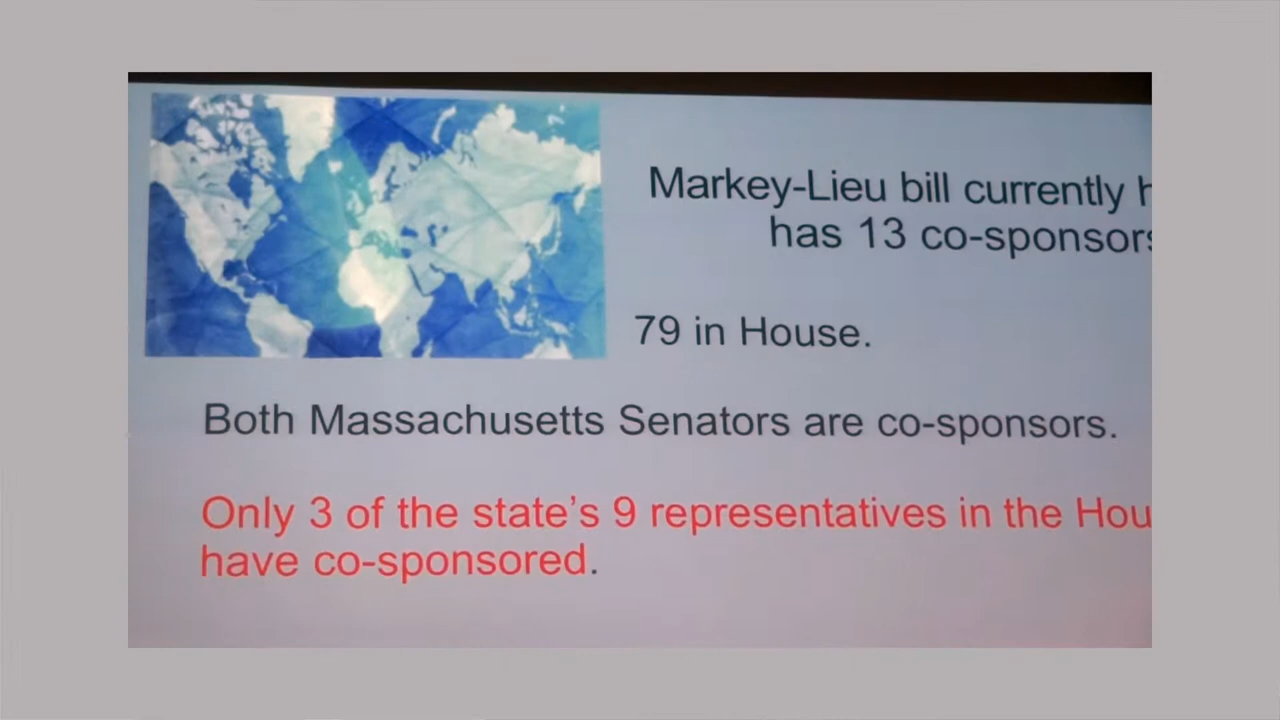 Markey-Lieu bill currently
has 13 co-sponsors
79 in House.
Both Massachusetts Senators are co-sponsors.
Only 3 of the state's 9 representatives in the
have co-sponsored.